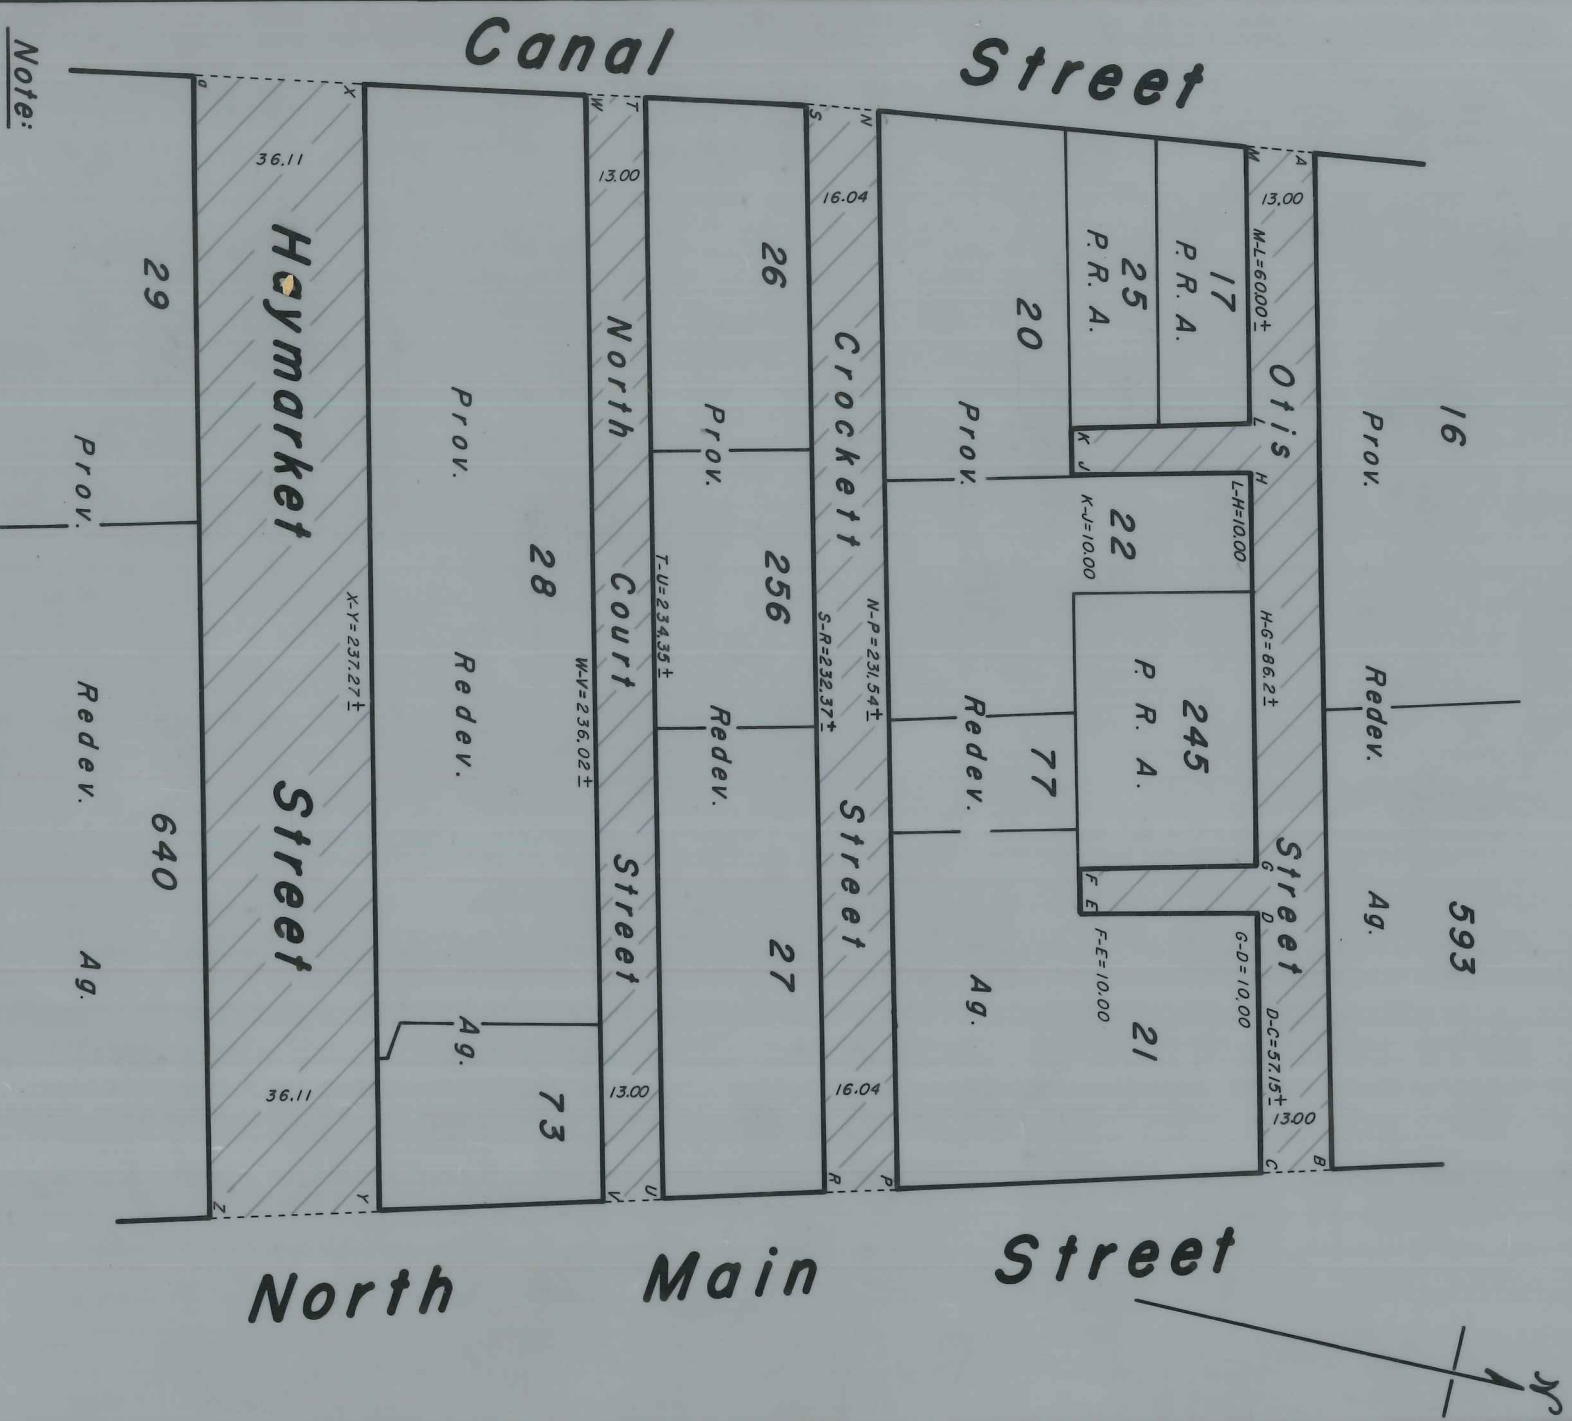 Canal Street
Note:
A
M
N
S
T
W
X
36.11
13.00
16.04
13.00
M-L=60.00±
17
P. R. A.
25
P. R. A.
20
26
29
16
Prov. Redev. Ag.
593
Otis Street
L
H
K
J
L-H=10.00
K-J=10.00
22
H-G=86.2±
245
P. R. A.
77
G
D
F
E
G-D=10.00
F-E=10.00
D-C=57.15±
21
13.00
C
B
Prov. Redev. Ag.
N-P=231.54±
Crockett Street
S-R=232.37±
16.04
P
R
256
27
Prov. Redev.
T-U=234.35±
North Court Street
W-V=236.02±
13.00
U
V
28
Prov. Redev. Ag.
73
X-Y=237.27±
Haymarket Street
36.11
Y
Z
Prov. Redev. Ag.
640
North Main Street
N